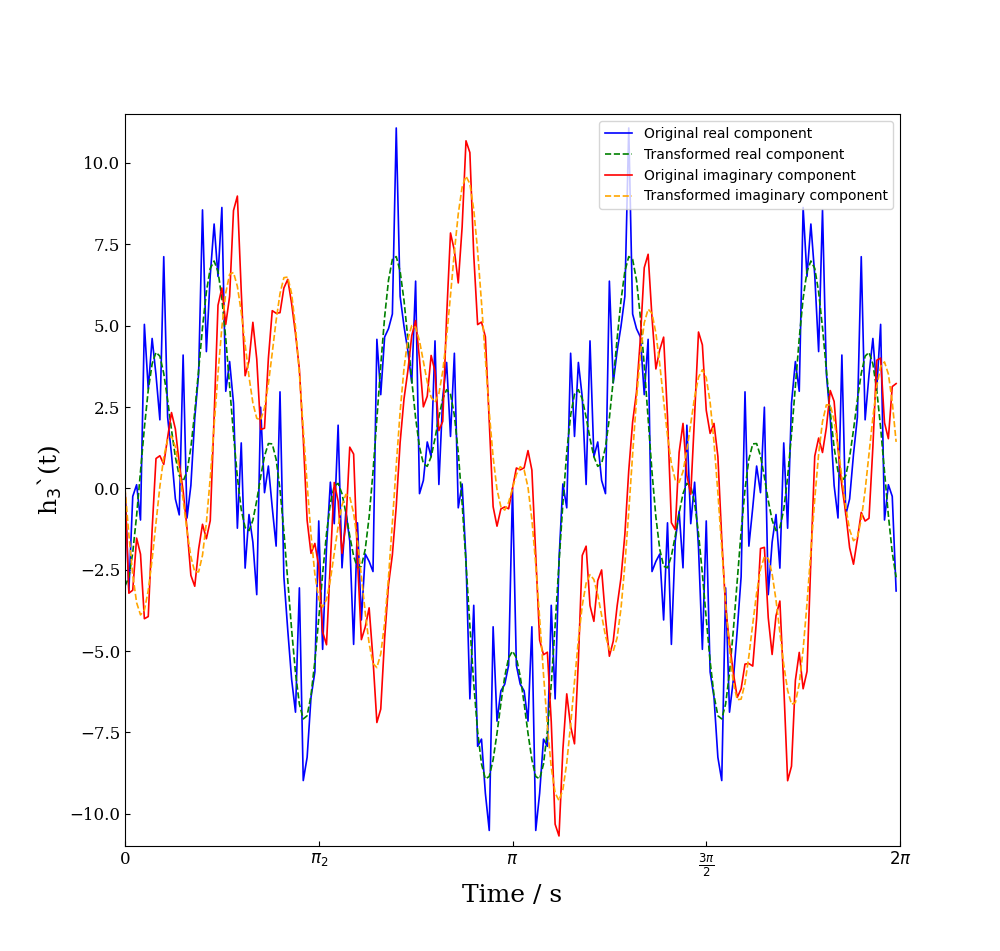 Original real component
Transformed real component
Original imaginary component
Transformed imaginary component
10.0
7.5
5.0
2.5
0.0
−2.5
−5.0
−7.5
−10.0
h₃`(t)
0
π₂
π
3π/2
2π
Time / s